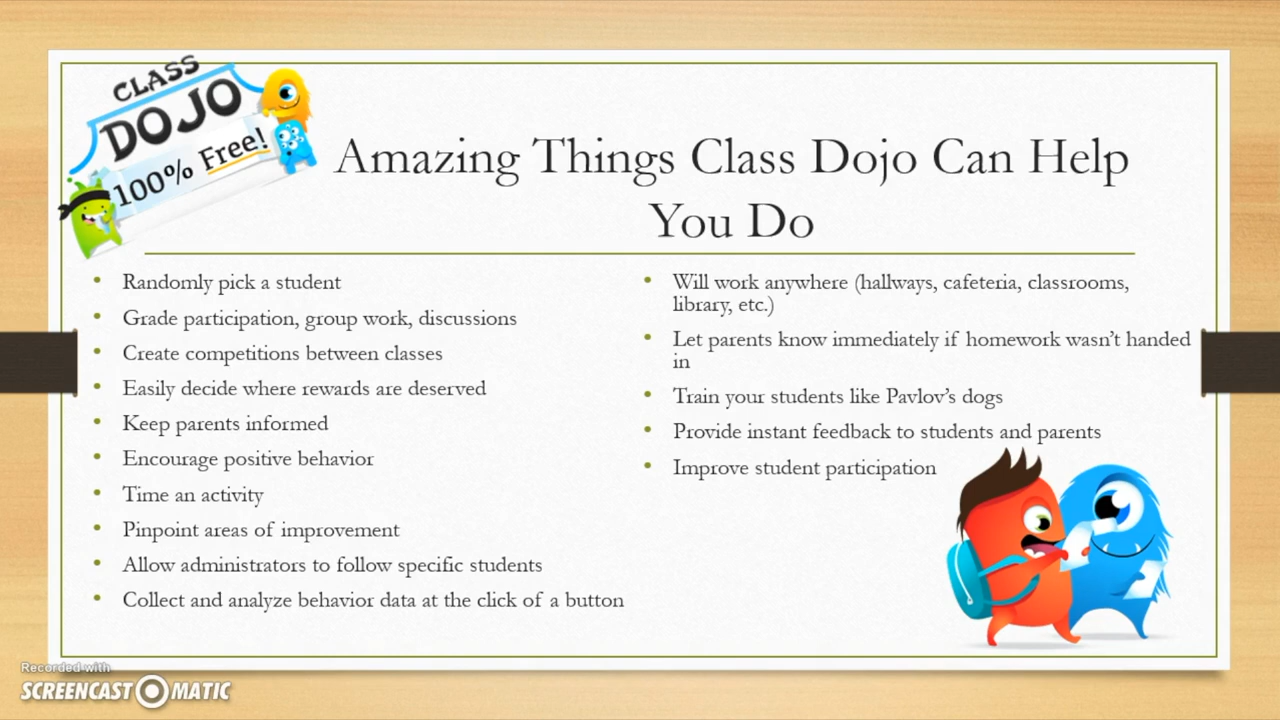 CLASS
DOJO
100% Free!
Amazing Things Class Dojo Can Help
You Do
• Randomly pick a student
• Grade participation, group work, discussions
• Create competitions between classes
• Easily decide where rewards are deserved
• Keep parents informed
• Encourage positive behavior
• Time an activity
• Pinpoint areas of improvement
• Allow administrators to follow specific students
• Collect and analyze behavior data at the click of a button
• Will work anywhere (hallways, cafeteria, classrooms,
library, etc.)
• Let parents know immediately if homework wasn’t handed
in
• Train your students like Pavlov’s dogs
• Provide instant feedback to students and parents
• Improve student participation
Recorded with
SCREENCAST MATIC